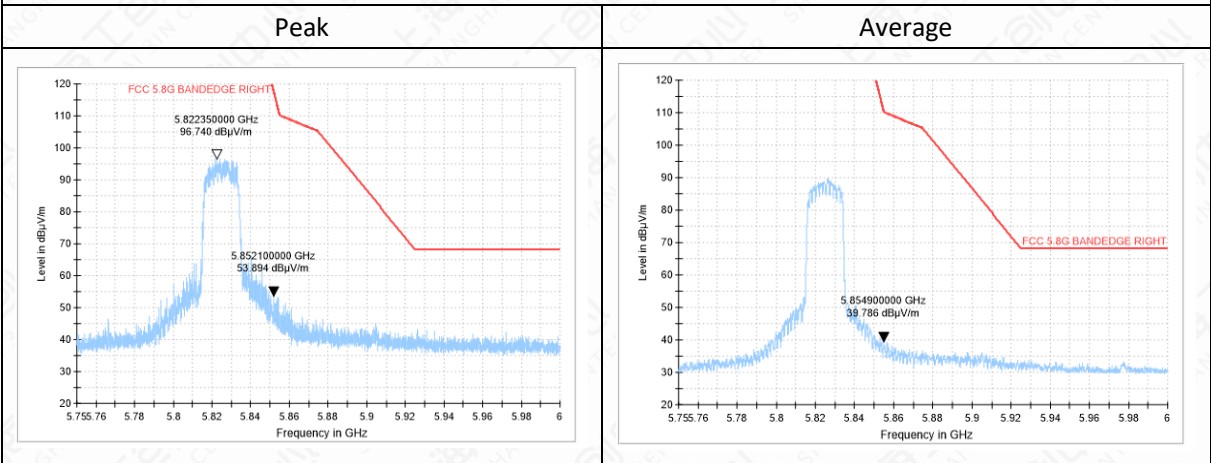 Peak
Average
FCC 5.8G BANDEDGE RIGHT
5.822350000 GHz
96.740 dBµV/m
5.852100000 GHz
53.894 dBµV/m
Level in dBµV/m
120
110
100
90
80
70
60
50
40
30
20
5.755.76 5.78 5.8 5.82 5.84 5.86 5.88 5.9 5.92 5.94 5.96 5.98 6
Frequency in GHz
FCC 5.8G BANDEDGE RIGHT
5.854900000 GHz
39.786 dBµV/m
Level in dBµV/m
120
110
100
90
80
70
60
50
40
30
20
5.755.76 5.78 5.8 5.82 5.84 5.86 5.88 5.9 5.92 5.94 5.96 5.98 6
Frequency in GHz